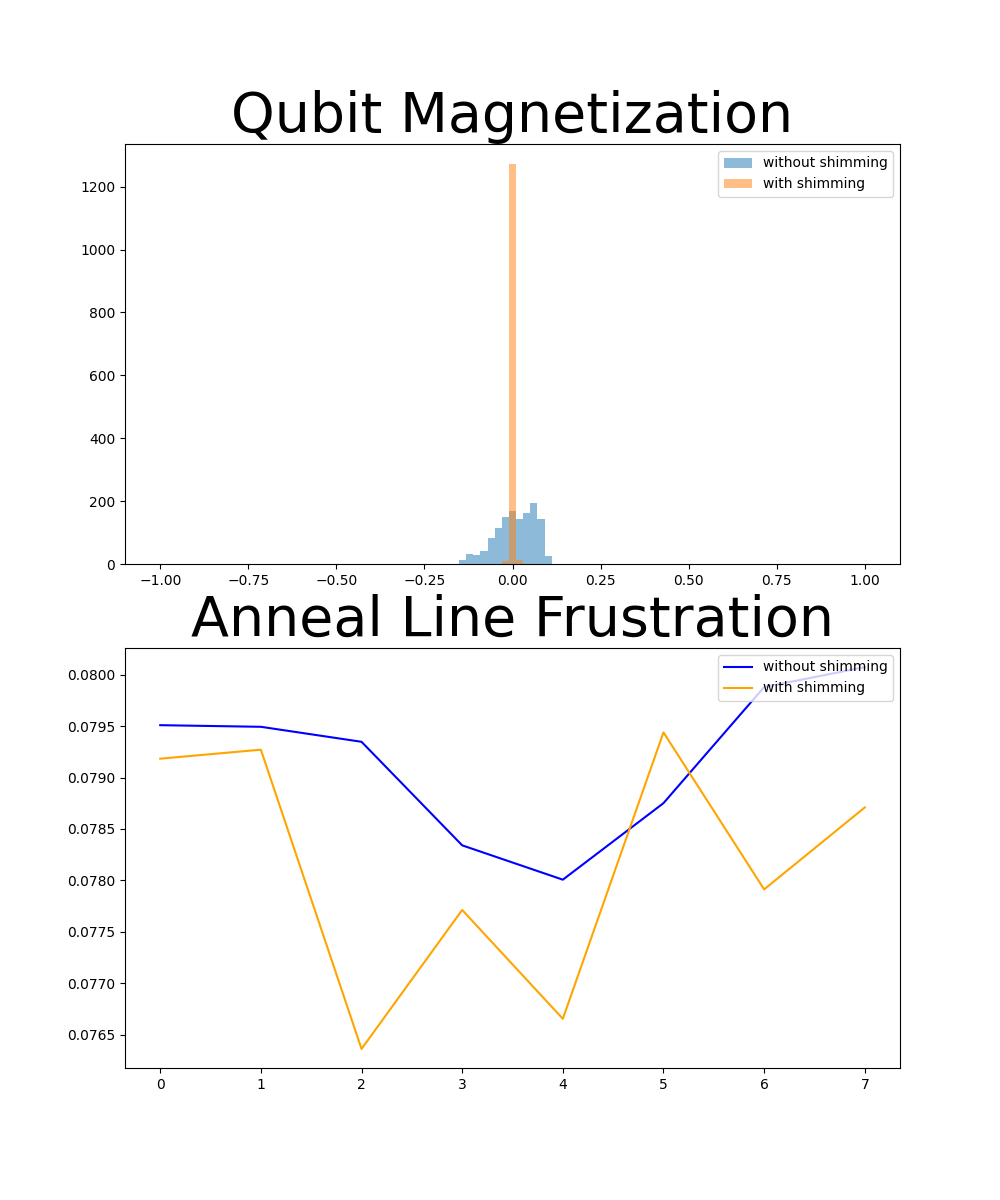 Qubit Magnetization
without shimming
with shimming
1200
1000
800
600
400
200
0
−1.00 −0.75 −0.50 −0.25 0.00 0.25 0.50 0.75 1.00
Anneal Line Frustration
without shimming
with shimming
0.0800
0.0795
0.0790
0.0785
0.0780
0.0775
0.0770
0.0765
0 1 2 3 4 5 6 7